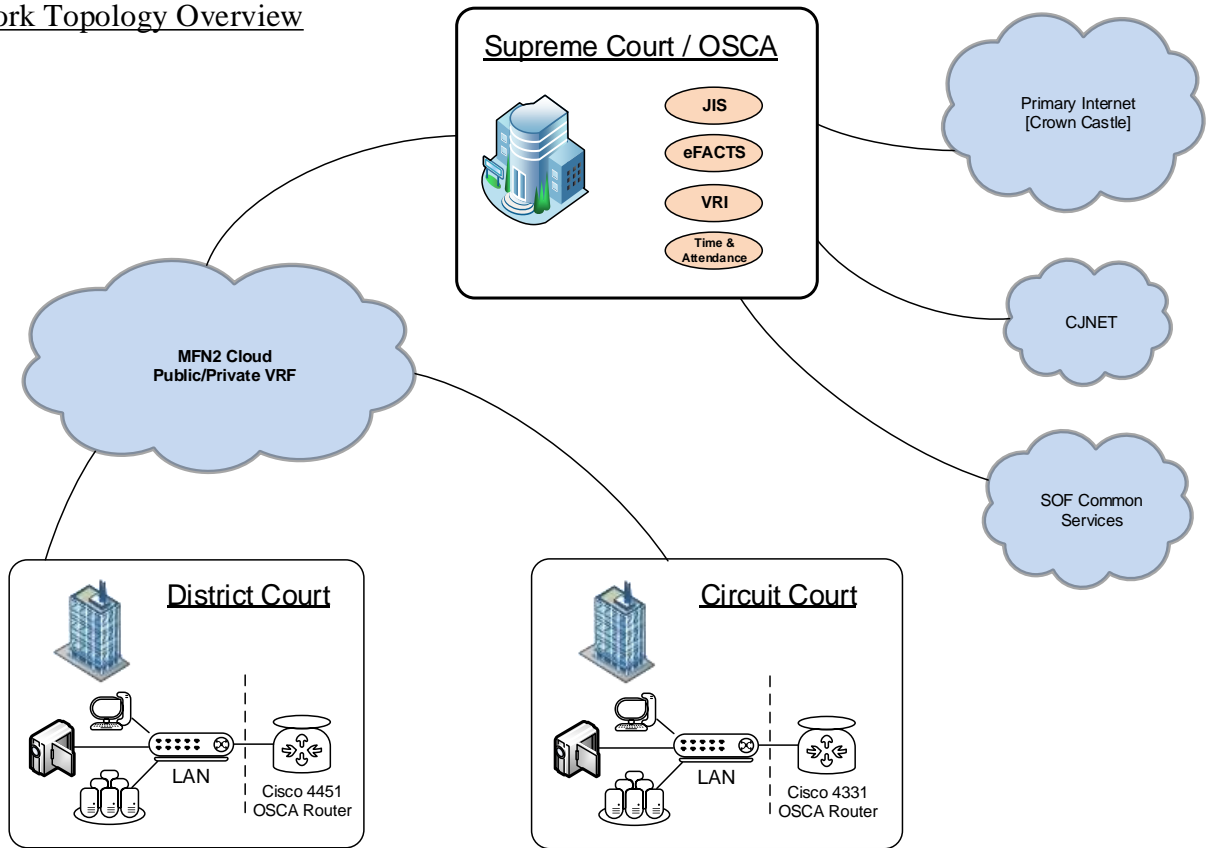 ork Topology Overview
Supreme Court / OSCA
JIS
eFACTS
VRI
Time &
Attendance
Primary Internet
[Crown Castle]
CJNET
SOF Common
Services
MFN2 Cloud
Public/Private VRF
District Court
LAN
Cisco 4451
OSCA Router
Circuit Court
LAN
Cisco 4331
OSCA Router